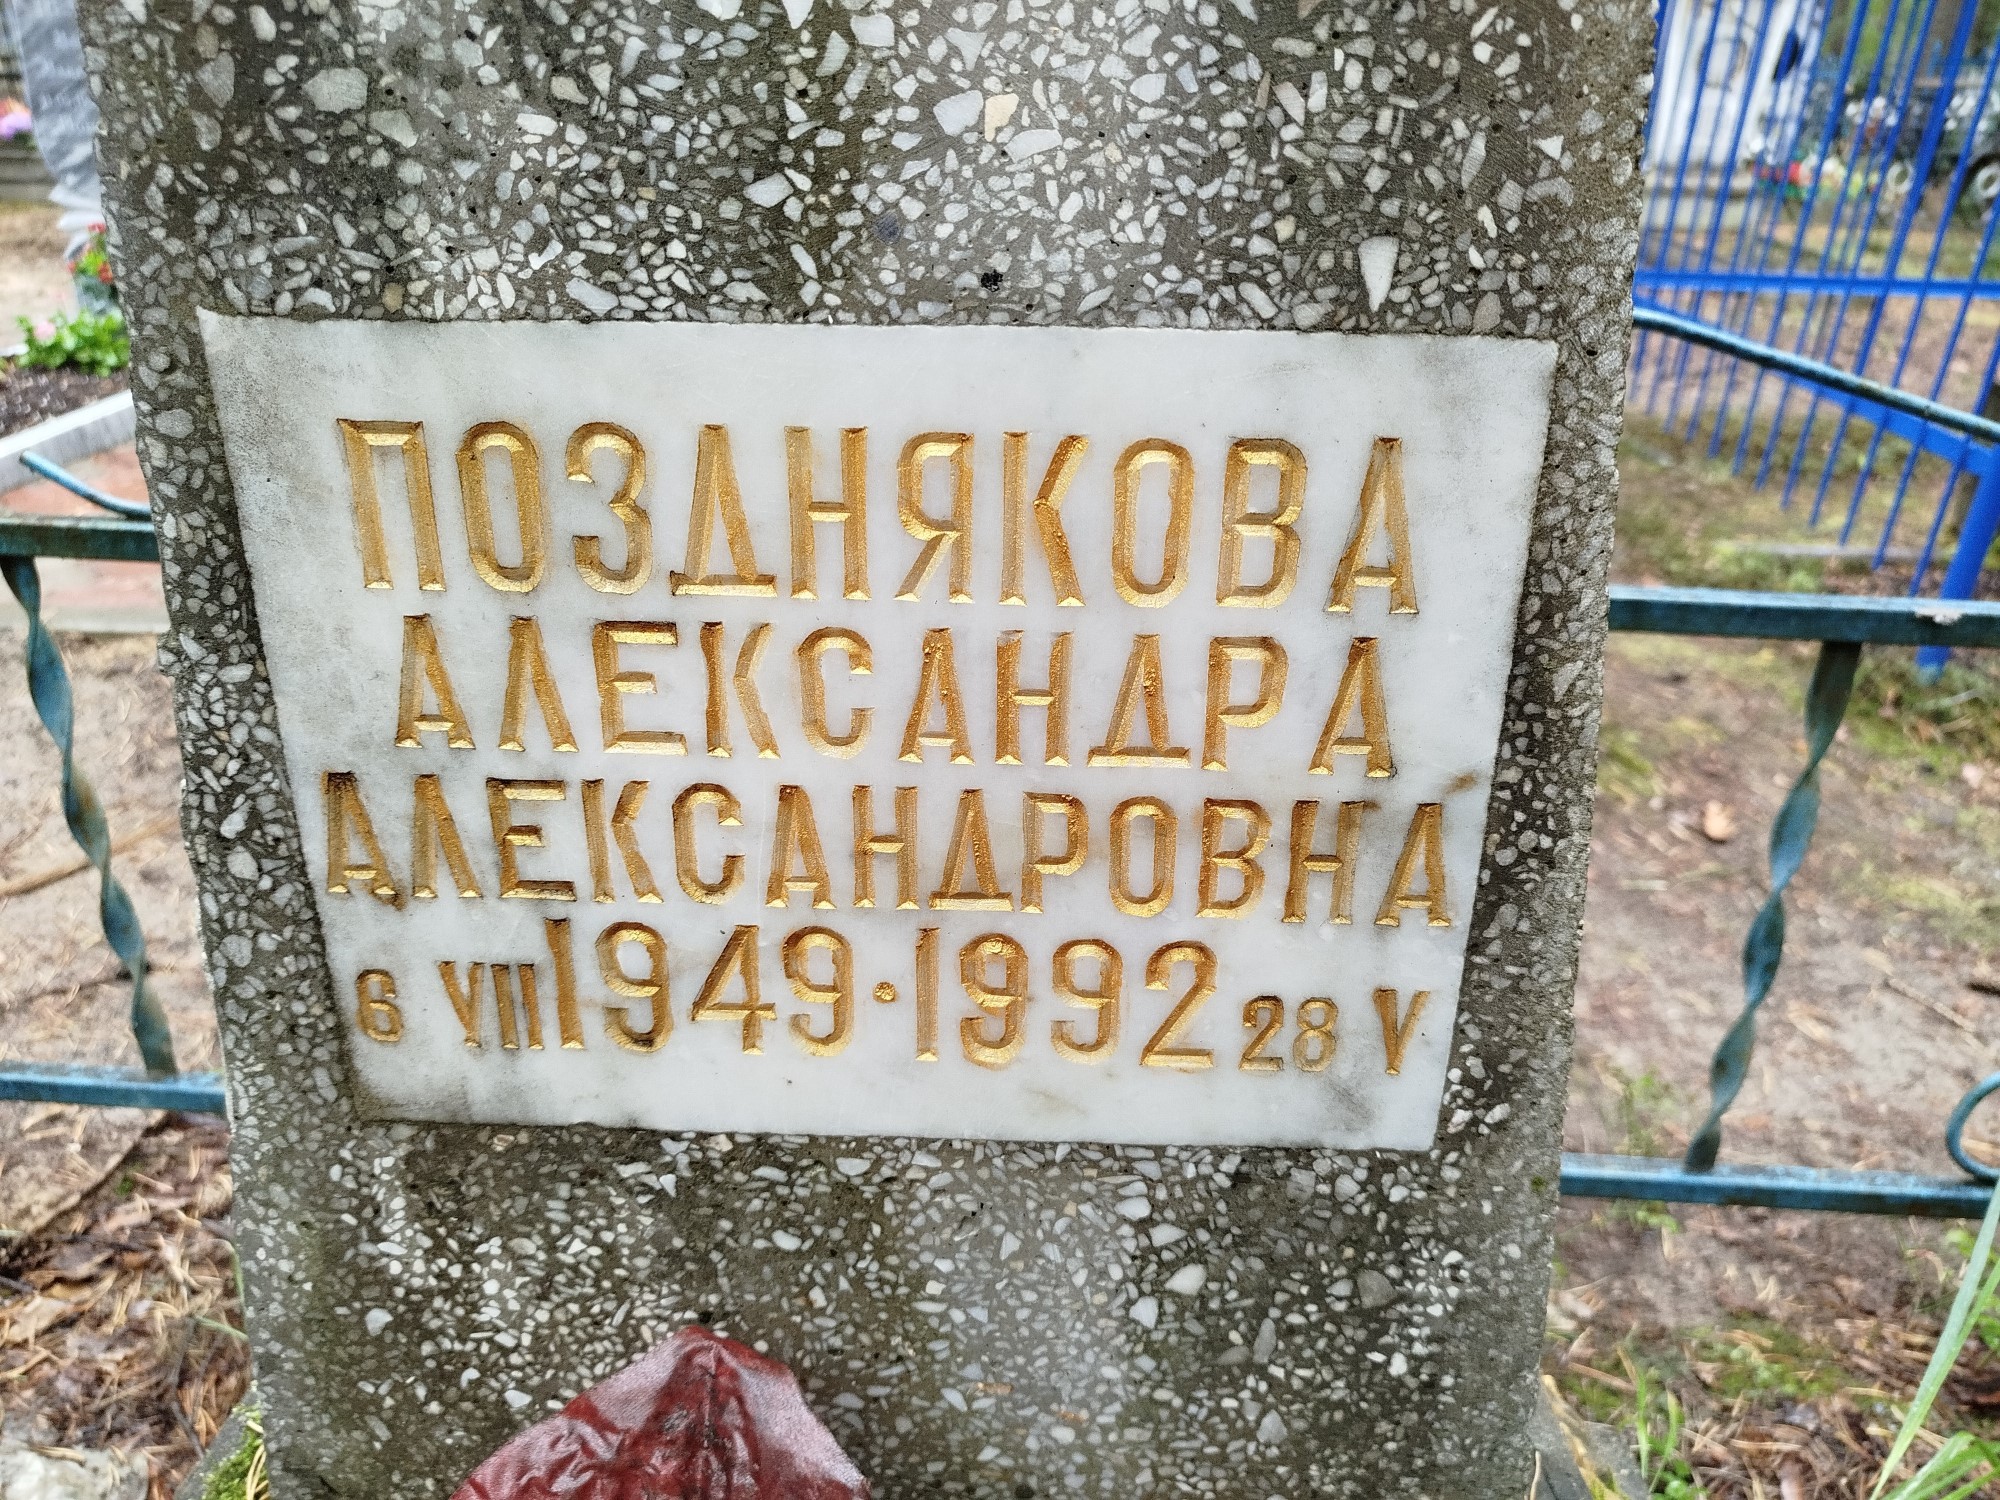 ПОЗДНЯКОВА
АЛЕКСАНДРА
АЛЕКСАНДРОВНА
6 VII 1949·1992 28 V